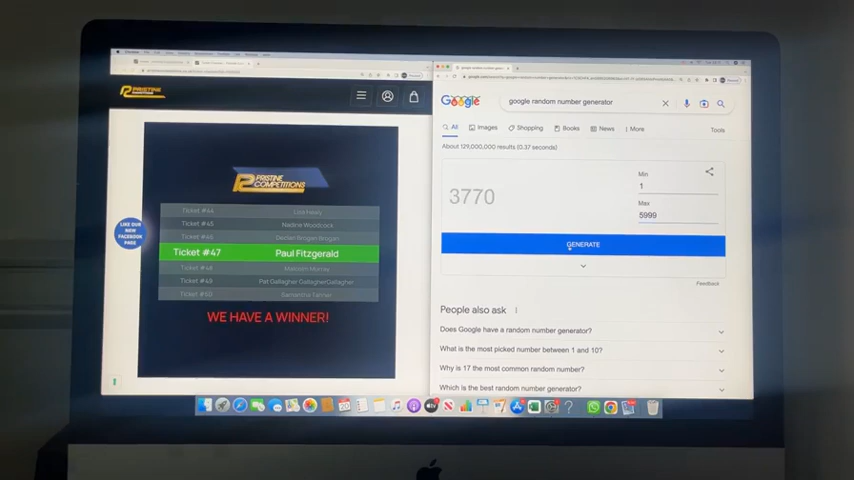 PRISTINE
COMPETITIONS
LIKE OUR
NEW
FACEBOOK
PAGE
PRISTINE
COMPETITIONS
Ticket #44 Liza Healy
Ticket #45 Nadine Woodcock
Ticket #46 Declan Brogan Brogan
Ticket #47 Paul Fitzgerald
Ticket #48 Malcolm Murray
Ticket #49 Pat Gallagher GallagherGallagher
Ticket #50 Samantha Tanner
WE HAVE A WINNER!
Google
google random number generator
All
Images
Shopping
Books
News
More
Tools
About 129,000,000 results (0.37 seconds)
3770
Min
1
Max
5999
GENERATE
Feedback
People also ask
Does Google have a random number generator?
What is the most picked number between 1 and 10?
Why is 17 the most common random number?
Which is the best random number generator?